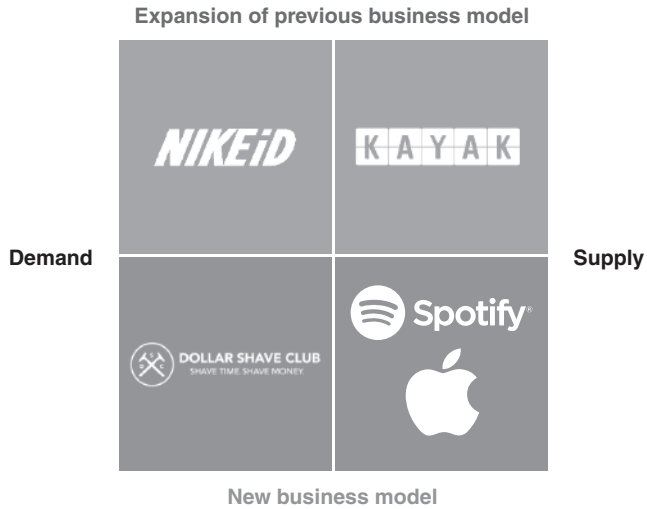 Expansion of previous business model
NIKEiD
KAYAK
Demand
Supply
Spotify®
DOLLAR SHAVE CLUB
SHAVE TIME. SHAVE MONEY.
New business model